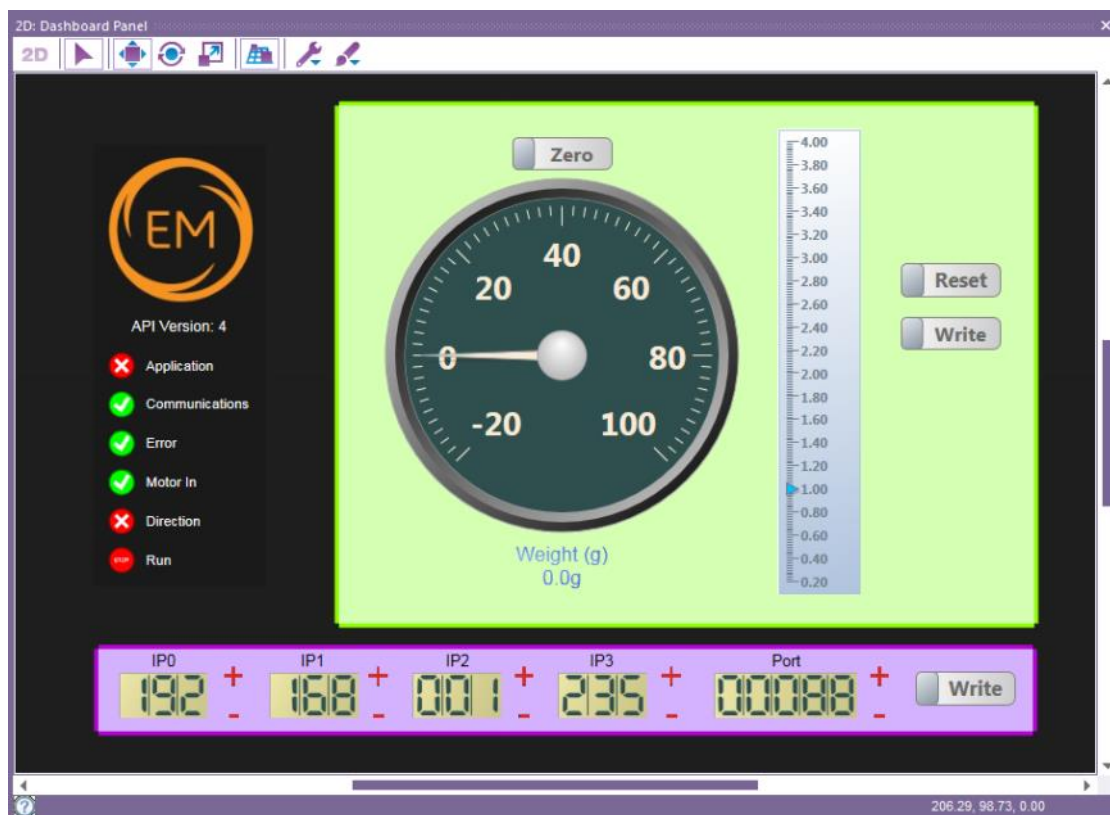 2D: Dashboard Panel
2D
EM
API Version: 4
Application
Communications
Error
Motor In
Direction
STOP Run
Zero
40
20 60
0 80
-20 100
Weight (g)
0.0g
4.00
3.80
3.60
3.40
3.20
3.00
2.80
2.60
2.40
2.20
2.00
1.80
1.60
1.40
1.20
1.00
0.80
0.60
0.40
0.20
Reset
Write
IP0 IP1 IP2 IP3 Port
192 + - 168 + - 001 + - 235 + - 00088 + - Write
206.29, 98.73, 0.00